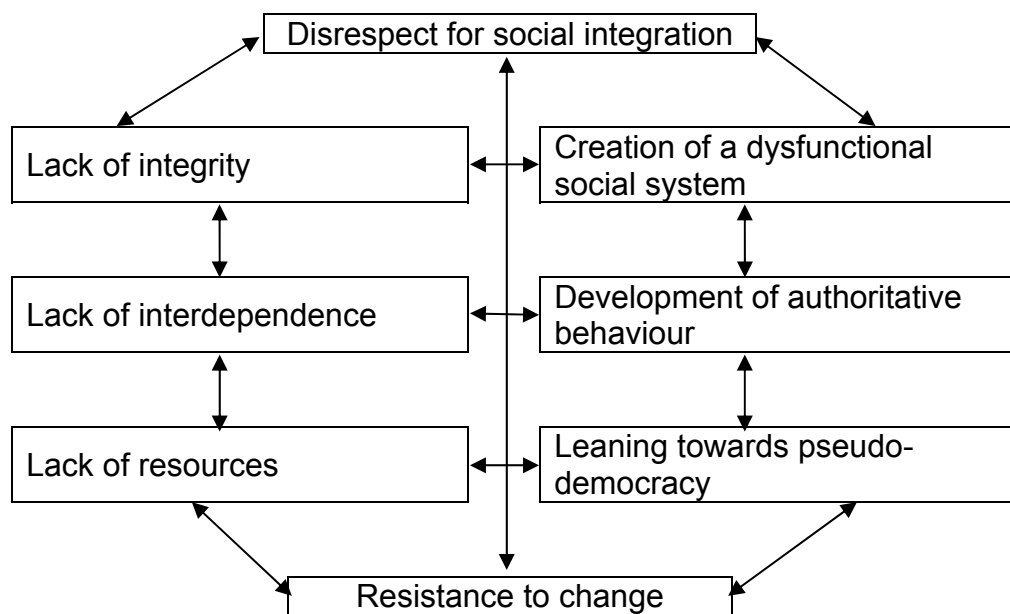 Disrespect for social integration
Lack of integrity
Creation of a dysfunctional
social system
Lack of interdependence
Development of authoritative
behaviour
Lack of resources
Leaning towards pseudo-
democracy
Resistance to change